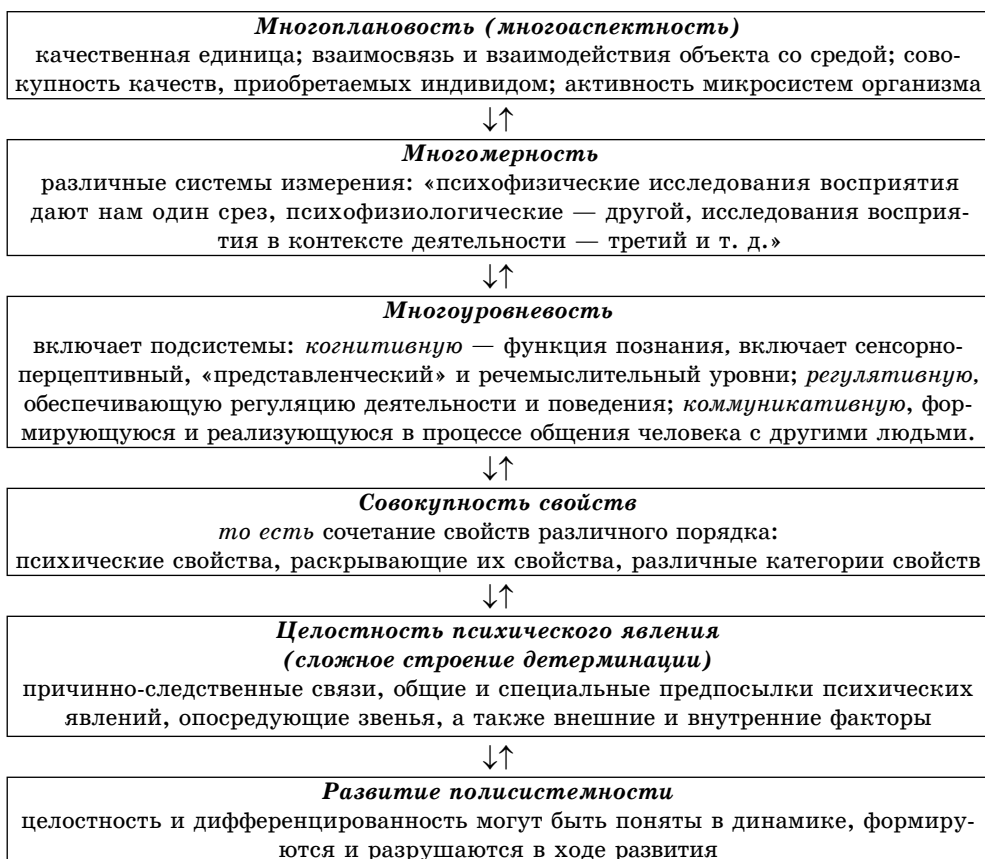 Многоплановость (многоаспектность)
качественная единица; взаимосвязь и взаимодействия объекта со средой; сово-
купность качеств, приобретаемых индивидом; активность микросистем организма
↓↑
Многомерность
различные системы измерения: «психофизические исследования восприятия
дают нам один срез, психофизиологические — другой, исследования восприя-
тия в контексте деятельности — третий и т. д.»
↓↑
Многоуровневость
включает подсистемы: когнитивную — функция познания, включает сенсорно-
перцептивный, «представленческий» и речемыслительный уровни; регулятивную,
обеспечивающую регуляцию деятельности и поведения; коммуникативную, фор-
мирующуюся и реализующуюся в процессе общения человека с другими людьми.
↓↑
Совокупность свойств
то есть сочетание свойств различного порядка:
психические свойства, раскрывающие их свойства, различные категории свойств
↓↑
Целостность психического явления
(сложное строение детерминации)
причинно-следственные связи, общие и специальные предпосылки психических
явлений, опосредующие звенья, а также внешние и внутренние факторы
↓↑
Развитие полисистемности
целостность и дифференцированность могут быть поняты в динамике, формиру-
ются и разрушаются в ходе развития